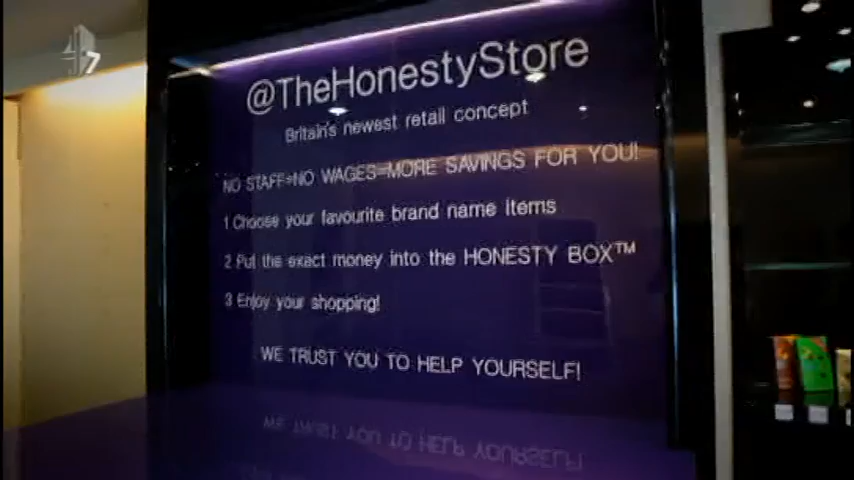 4
7
@TheHonestyStore
Britain's newest retail concept
NO STAFF=NO WAGES=MORE SAVINGS FOR YOU!
1 Choose your favourite brand name items
2 Put the exact money into the HONESTY BOX™
3 Enjoy your shopping!
WE TRUST YOU TO HELP YOURSELF!